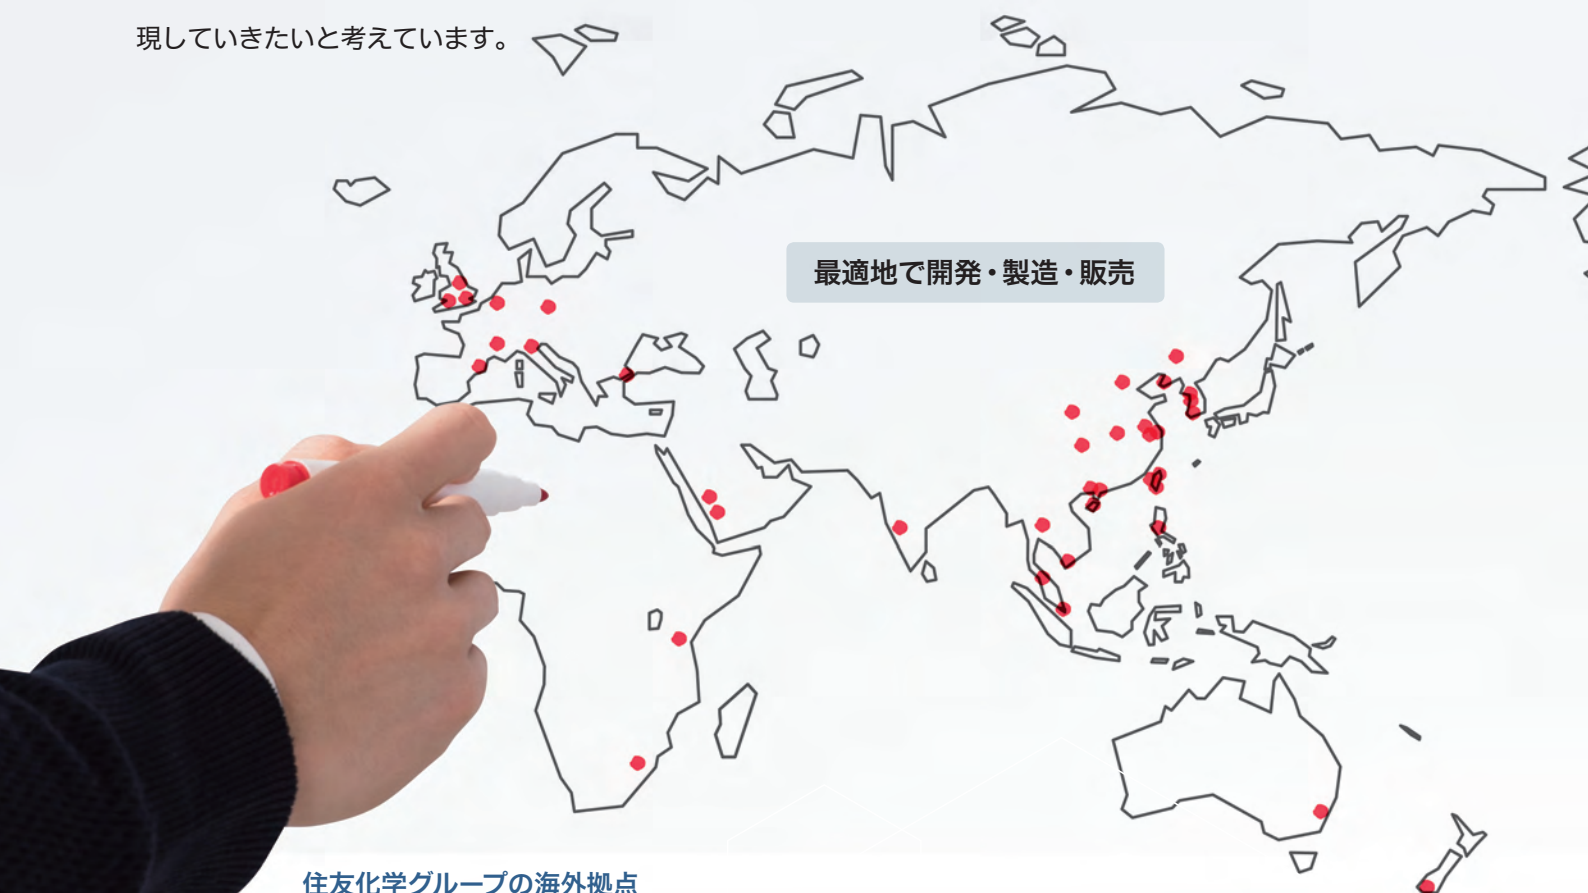 現していきたいと考えています。
最適地で開発・製造・販売
住友化学グループの海外拠点